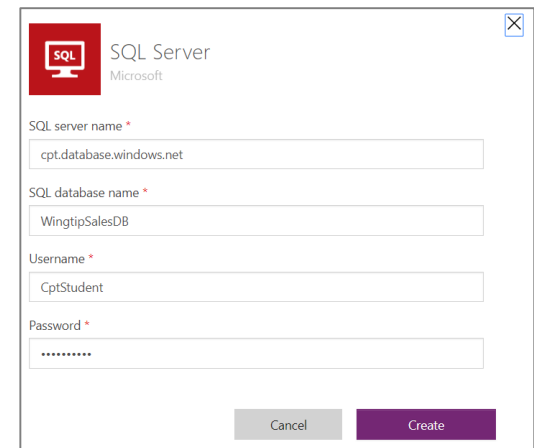 SQL
SQL Server
Microsoft
SQL server name *
cpt.database.windows.net
SQL database name *
WingtipSalesDB
Username *
CptStudent
Password *
••••••••••
Cancel
Create